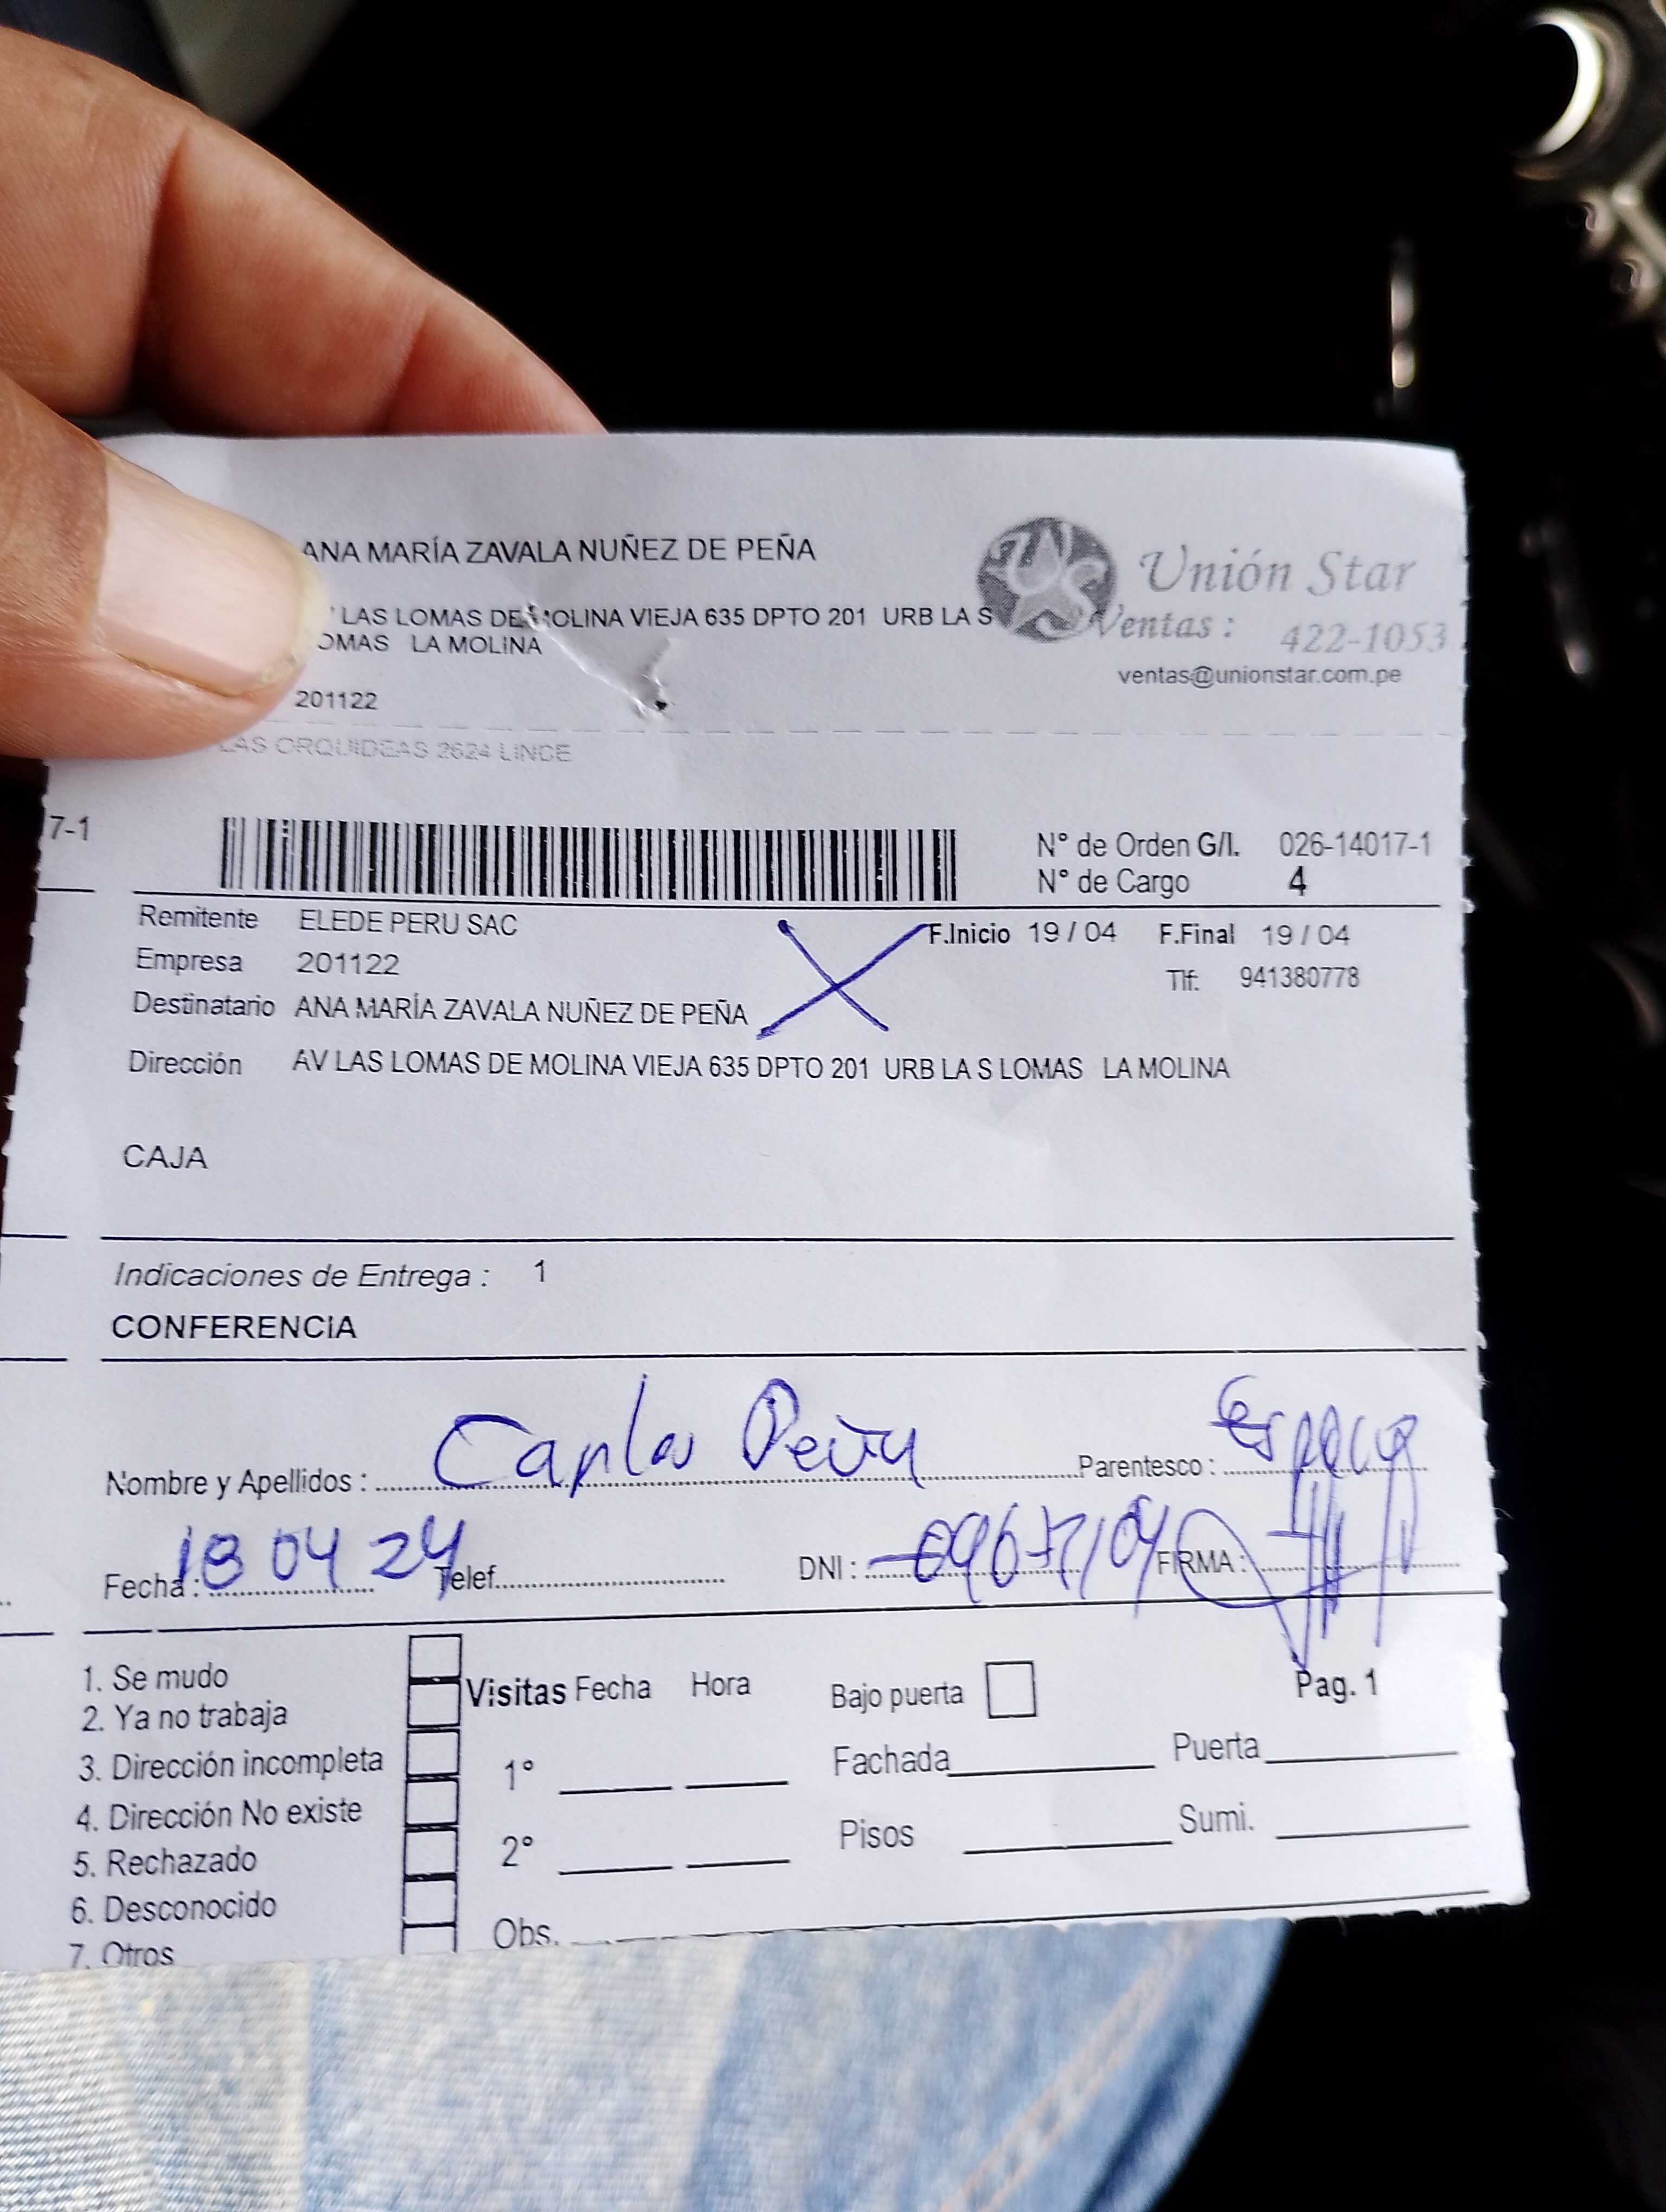 ANA MARÍA ZAVALA NUÑEZ DE PEÑA
Unión Star
LAS LOMAS DE MOLINA VIEJA 635 DPTO 201 URB LA S
OMAS LA MOLINA
Ventas : 422-1053
ventas@unionstar.com.pe
201122
LAS ORQUIDEAS 2624 LINCE
7-1
N° de Orden G/I. 026-14017-1
N° de Cargo 4
Remitente ELEDE PERU SAC
F.Inicio 19 / 04 F.Final 19 / 04
Empresa 201122
Tlf: 941380778
Destinatario ANA MARÍA ZAVALA NUÑEZ DE PEÑA
Dirección AV LAS LOMAS DE MOLINA VIEJA 635 DPTO 201 URB LA S LOMAS LA MOLINA
CAJA
Indicaciones de Entrega : 1
CONFERENCIA
Nombre y Apellidos : Carlos Peña Parentesco :
Fecha : 18 04 24 Telef. DNI : FIRMA :
1. Se mudo
2. Ya no trabaja
3. Dirección incompleta
4. Dirección No existe
5. Rechazado
6. Desconocido
7. Otros
Visitas Fecha Hora
1°
2°
Obs.
Bajo puerta
Pag. 1
Fachada Puerta
Pisos Sumi.